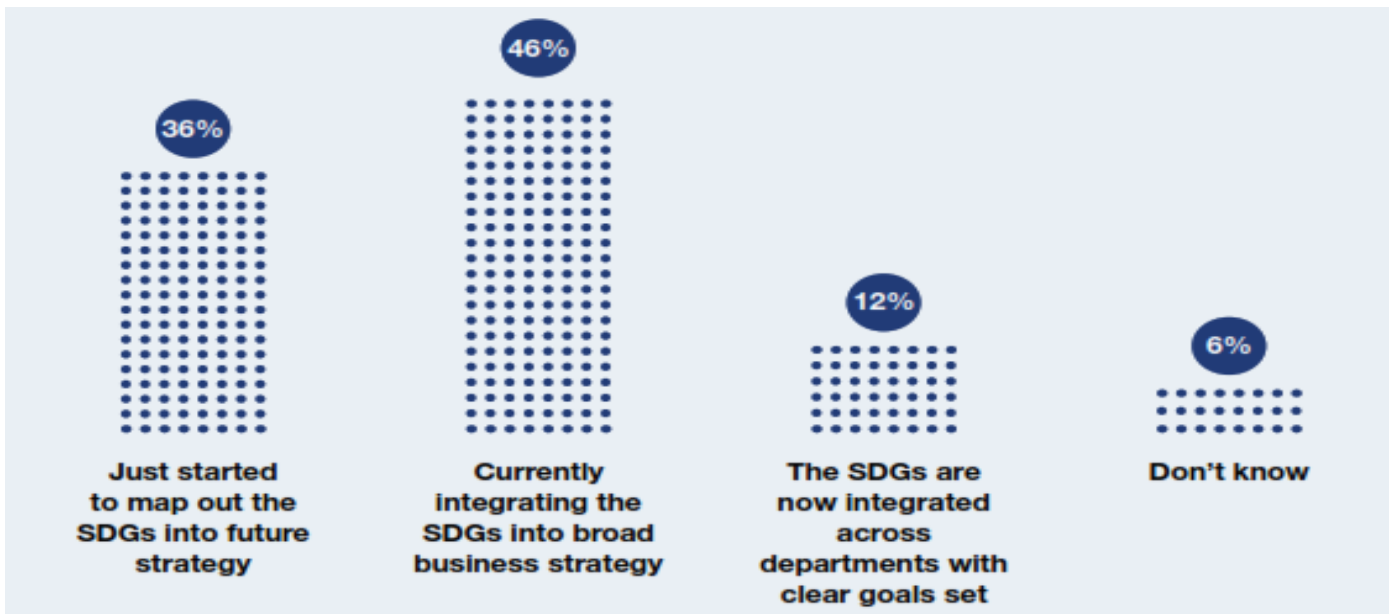 36%
46%
12%
6%
Just started
to map out the
SDGs into future
strategy
Currently
integrating the
SDGs into broad
business strategy
The SDGs are
now integrated
across
departments with
clear goals set
Don’t know